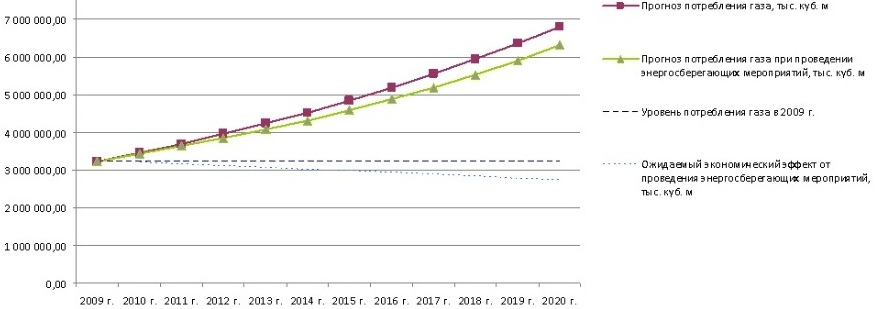 7 000 000,00
6 000 000,00
5 000 000,00
4 000 000,00
3 000 000,00
2 000 000,00
1 000 000,00
0,00
2009 г. 2010 г. 2011 г. 2012 г. 2013 г. 2014 г. 2015 г. 2016 г. 2017 г. 2018 г. 2019 г. 2020 г.
Прогноз потребления газа, тыс. куб. м
Прогноз потребления газа при проведении
энергосберегающих мероприятий, тыс. куб. м
Уровень потребления газа в 2009 г.
Ожидаемый экономический эффект от
проведения энергосберегающих мероприятий,
тыс. куб. м